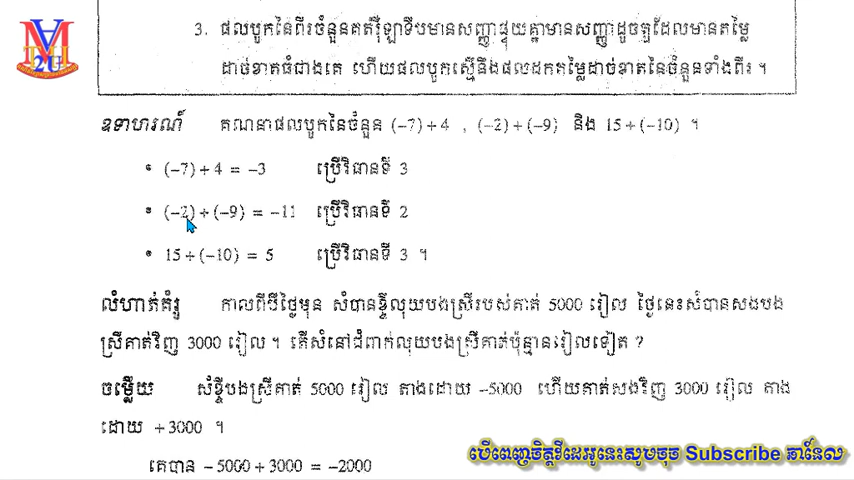 VA
MATH
2U
3. ផលបូកនៃពីរចំនួនគត់រ៉ឺឡាទីបមានសញ្ញាផ្ទុយគ្នាមានសញ្ញាដូចតួដែលមានតម្លៃ
ដាច់ខាតធំជាងគេ ហើយផលបូកស្មើនឹងផលដកតម្លៃដាច់ខាតនៃចំនួនទាំងពីរ ។
ឧទាហរណ៍ គណនាផលបូកនៃចំនួន (−7) + 4 , (−2) + (−9) និង 15 + (−10) ។
• (−7) + 4 = −3 ប្រើវិធានទី 3
• (−2) + (−9) = −11 ប្រើវិធានទី 2
• 15 + (−10) = 5 ប្រើវិធានទី 3 ។
លំហាត់គំរូ កាលពីបីថ្ងៃមុន សំបានខ្ចីលុយបងស្រីរបស់គាត់ 5000 រៀល ថ្ងៃនេះសំបានសងបង
ស្រីគាត់វិញ 3000 រៀល ។ តើសំនៅជំពាក់លុយបងស្រីគាត់ប៉ុន្មានរៀលទៀត ?
ចម្លើយ សំខ្ចីបងស្រីគាត់ 5000 រៀល តាងដោយ −5000 ហើយគាត់សងវិញ 3000 រៀល តាង
ដោយ +3000 ។
គេបាន −5000 + 3000 = −2000
បើពេញចិត្តវីដេអូនេះសូមចុច Subscribe ឆានែល